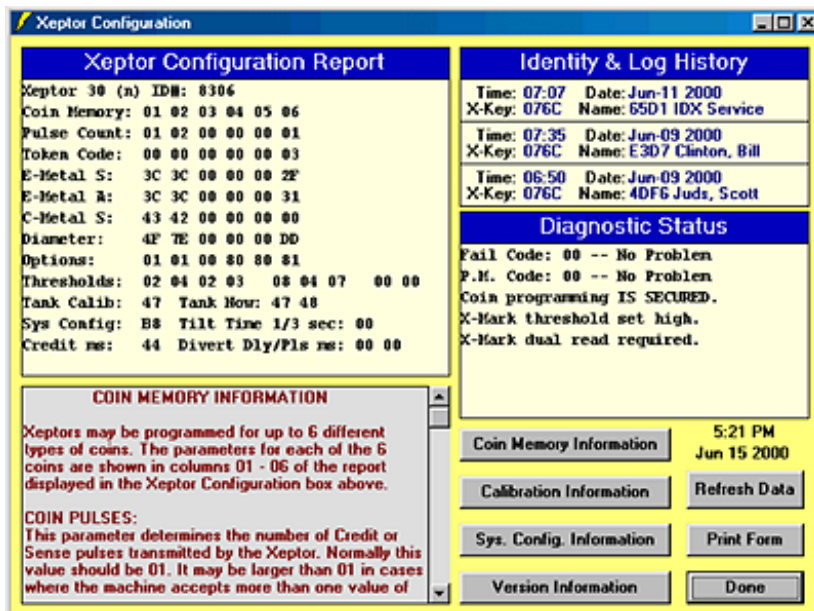 Xeptor Configuration
Xeptor Configuration Report
Xeptor 30 (n) ID#: 8306
Coin Memory: 01 02 03 04 05 06
Pulse Count: 01 02 00 00 00 01
Token Code: 00 00 00 00 00 03
E-Metal S: 3C 3C 00 00 00 2F
E-Metal A: 3C 3C 00 00 00 31
C-Metal S: 43 42 00 00 00 00
Diameter: 4F 7E 00 00 00 DD
Options: 01 01 00 80 80 81
Thresholds: 02 04 02 03 08 04 07 00 00
Tank Calib: 47 Tank Now: 47 48
Sys Config: B8 Tilt Time 1/3 sec: 00
Credit ms: 44 Divert Dly/Pls ms: 00 00
COIN MEMORY INFORMATION
Xeptors may be programmed for up to 6 different
types of coins. The parameters for each of the 6
coins are shown in columns 01 - 06 of the report
displayed in the Xeptor Configuration box above.
COIN PULSES:
This parameter determines the number of Credit or
Sense pulses transmitted by the Xeptor. Normally this
value should be 01. It may be larger than 01 in cases
where the machine accepts more than one value of
Identity & Log History
Time: 07:07 Date: Jun-11 2000
X-Key: 076C Name: 65D1 IDX Service
Time: 07:35 Date: Jun-09 2000
X-Key: 076C Name: E3D7 Clinton, Bill
Time: 06:50 Date: Jun-09 2000
X-Key: 076C Name: 4DF6 Juds, Scott
Diagnostic Status
Fail Code: 00 -- No Problem
P.M. Code: 00 -- No Problem
Coin programming IS SECURED.
X-Mark threshold set high.
X-Mark dual read required.
Coin Memory Information
5:21 PM
Jun 15 2000
Calibration Information
Refresh Data
Sys. Config. Information
Print Form
Version Information
Done